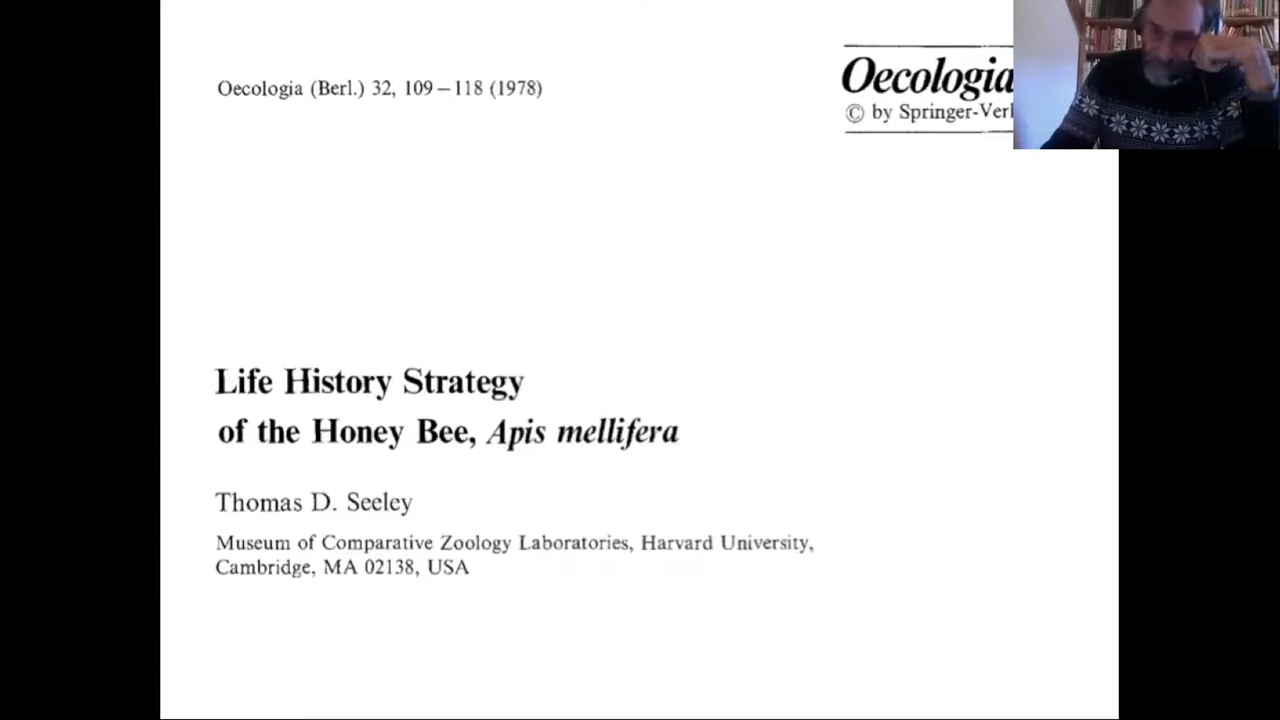 Oecologia (Berl.) 32, 109–118 (1978)
Oecologia
© by Springer-Verl
Life History Strategy
of the Honey Bee, Apis mellifera
Thomas D. Seeley
Museum of Comparative Zoology Laboratories, Harvard University,
Cambridge, MA 02138, USA